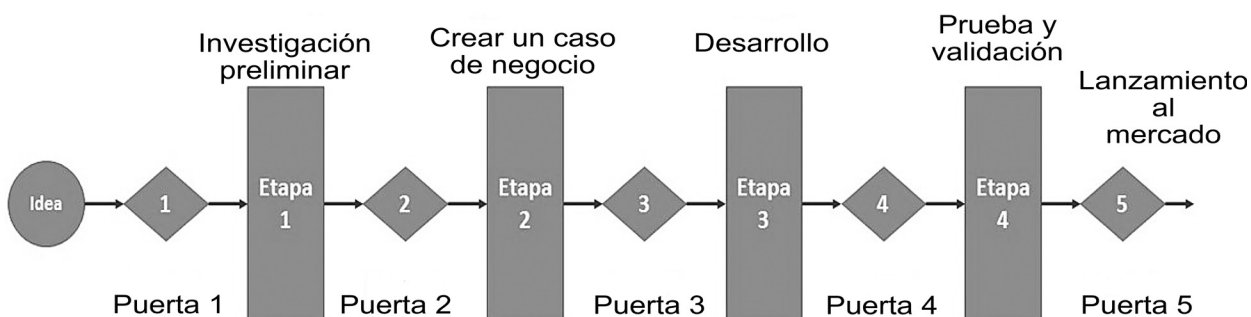 Investigación
preliminar
Crear un caso
de negocio
Desarrollo
Prueba y
validación
Lanzamiento
al
mercado
Idea
1
Etapa
1
2
Etapa
2
3
Etapa
3
4
Etapa
4
5
Puerta 1
Puerta 2
Puerta 3
Puerta 4
Puerta 5